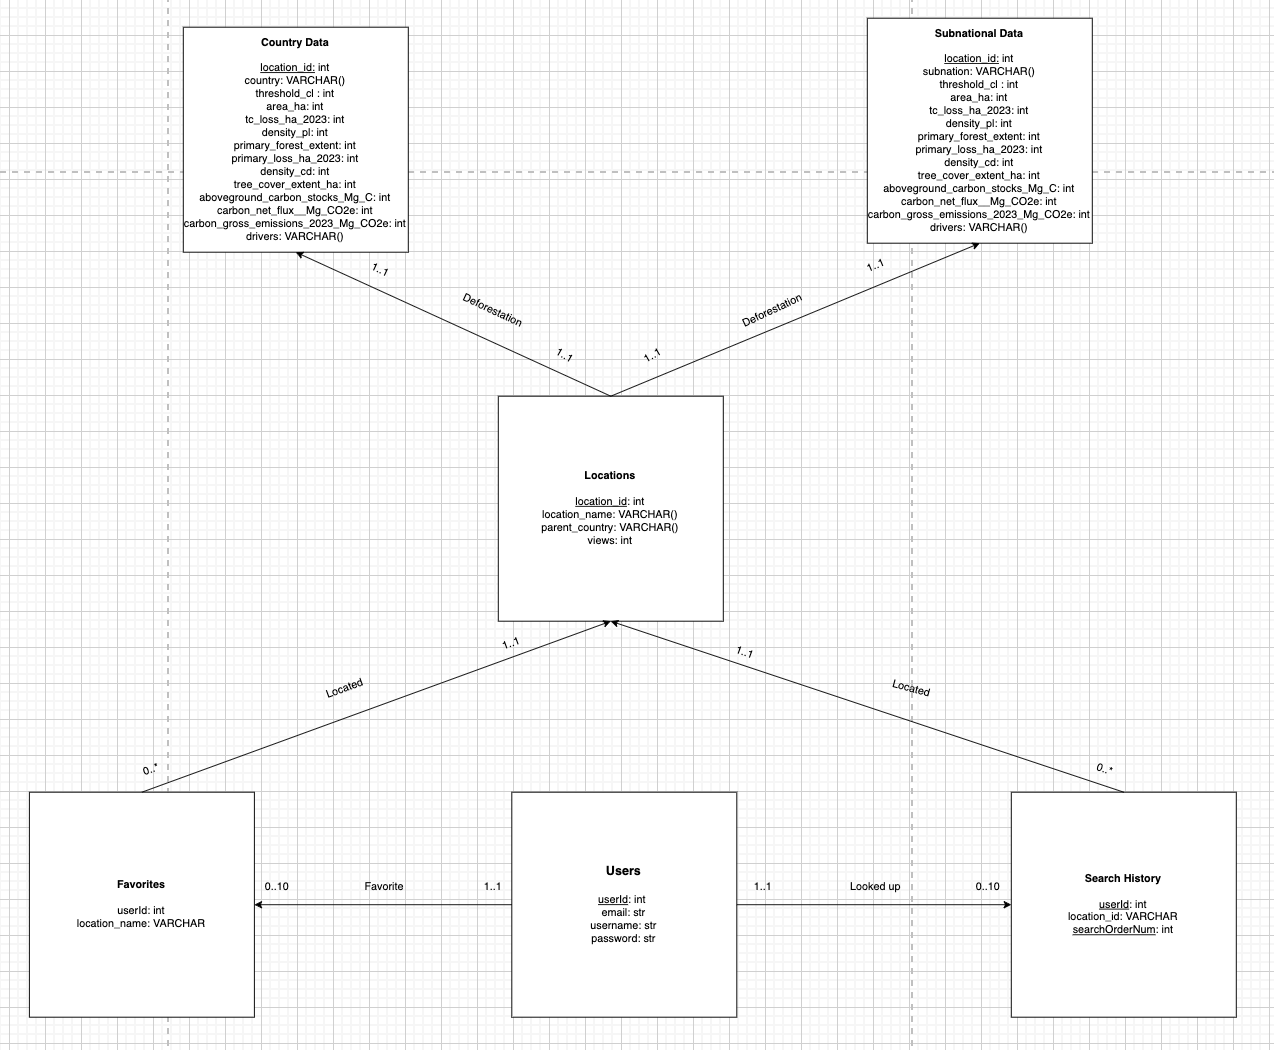 Country Data
location_id: int
country: VARCHAR()
threshold_cl : int
area_ha: int
tc_loss_ha_2023: int
density_pl: int
primary_forest_extent: int
primary_loss_ha_2023: int
density_cd: int
tree_cover_extent_ha: int
aboveground_carbon_stocks_Mg_C: int
carbon_net_flux__Mg_CO2e: int
carbon_gross_emissions_2023_Mg_CO2e: int
drivers: VARCHAR()
Subnational Data
location_id: int
subnation: VARCHAR()
threshold_cl : int
area_ha: int
tc_loss_ha_2023: int
density_pl: int
primary_forest_extent: int
primary_loss_ha_2023: int
density_cd: int
tree_cover_extent_ha: int
aboveground_carbon_stocks_Mg_C: int
carbon_net_flux__Mg_CO2e: int
carbon_gross_emissions_2023_Mg_CO2e: int
drivers: VARCHAR()
1..1
Deforestation
1..1
1..1
Deforestation
1..1
Locations
location_id: int
location_name: VARCHAR()
parent_country: VARCHAR()
views: int
1..1
Located
0..*
1..1
Located
0..*
Favorites
userId: int
location_name: VARCHAR
0..10
Favorite
1..1
Users
userId: int
email: str
username: str
password: str
1..1
Looked up
0..10
Search History
userId: int
location_id: VARCHAR
searchOrderNum: int